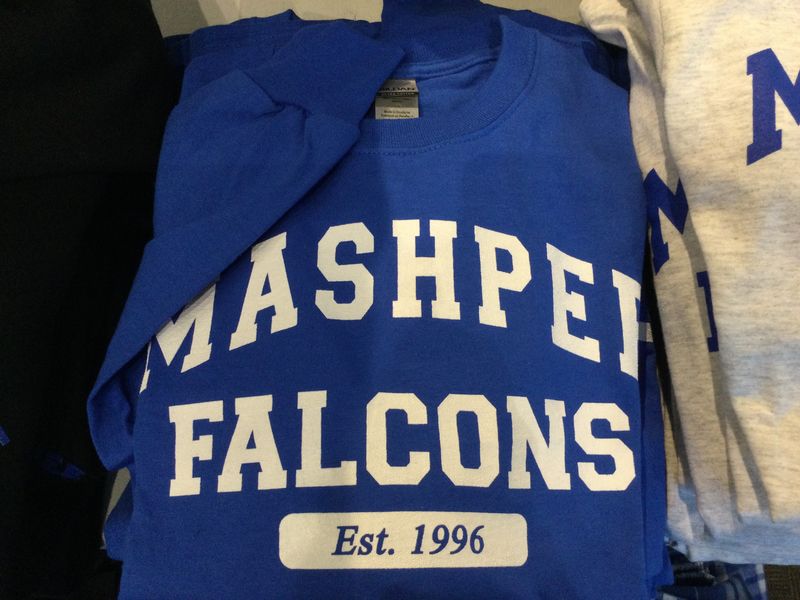 MASHPEE
FALCONS
Est. 1996
M
M